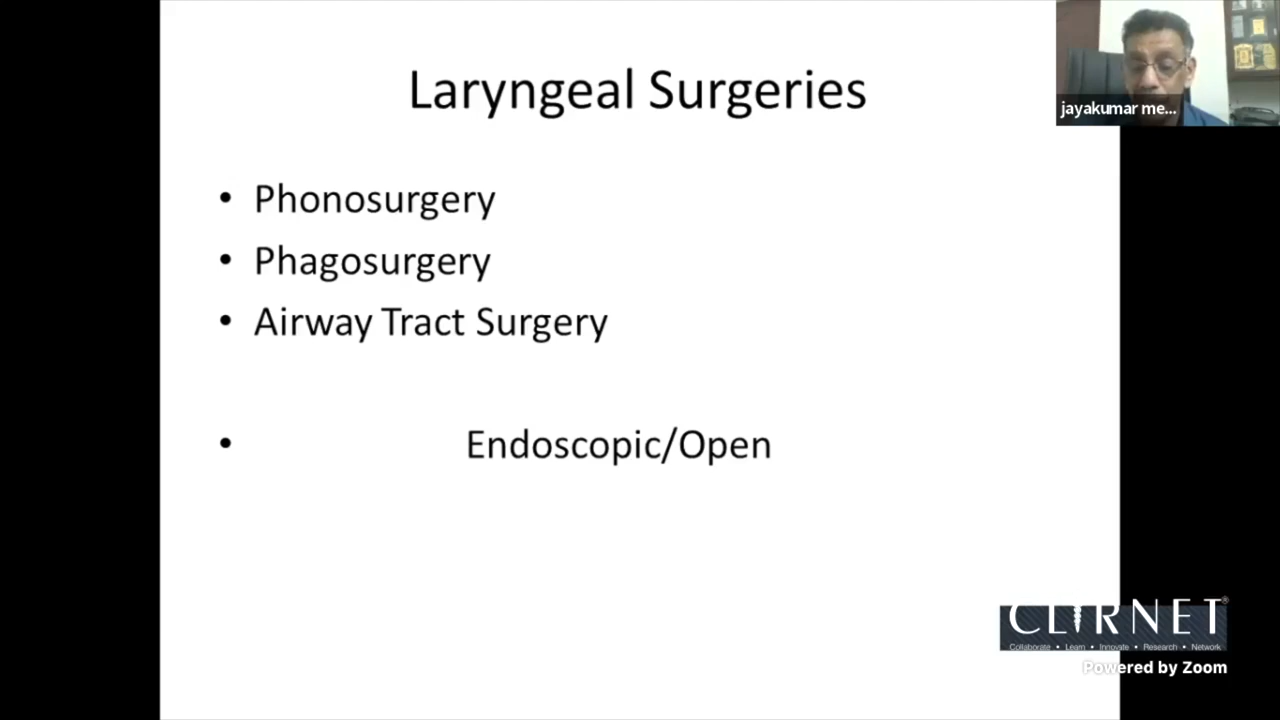 Laryngeal Surgeries
jayakumar me...
• Phonosurgery
• Phagosurgery
• Airway Tract Surgery
• Endoscopic/Open
CLIRNET®
Collaborate • Learn • Innovate • Research • Network
Powered by Zoom